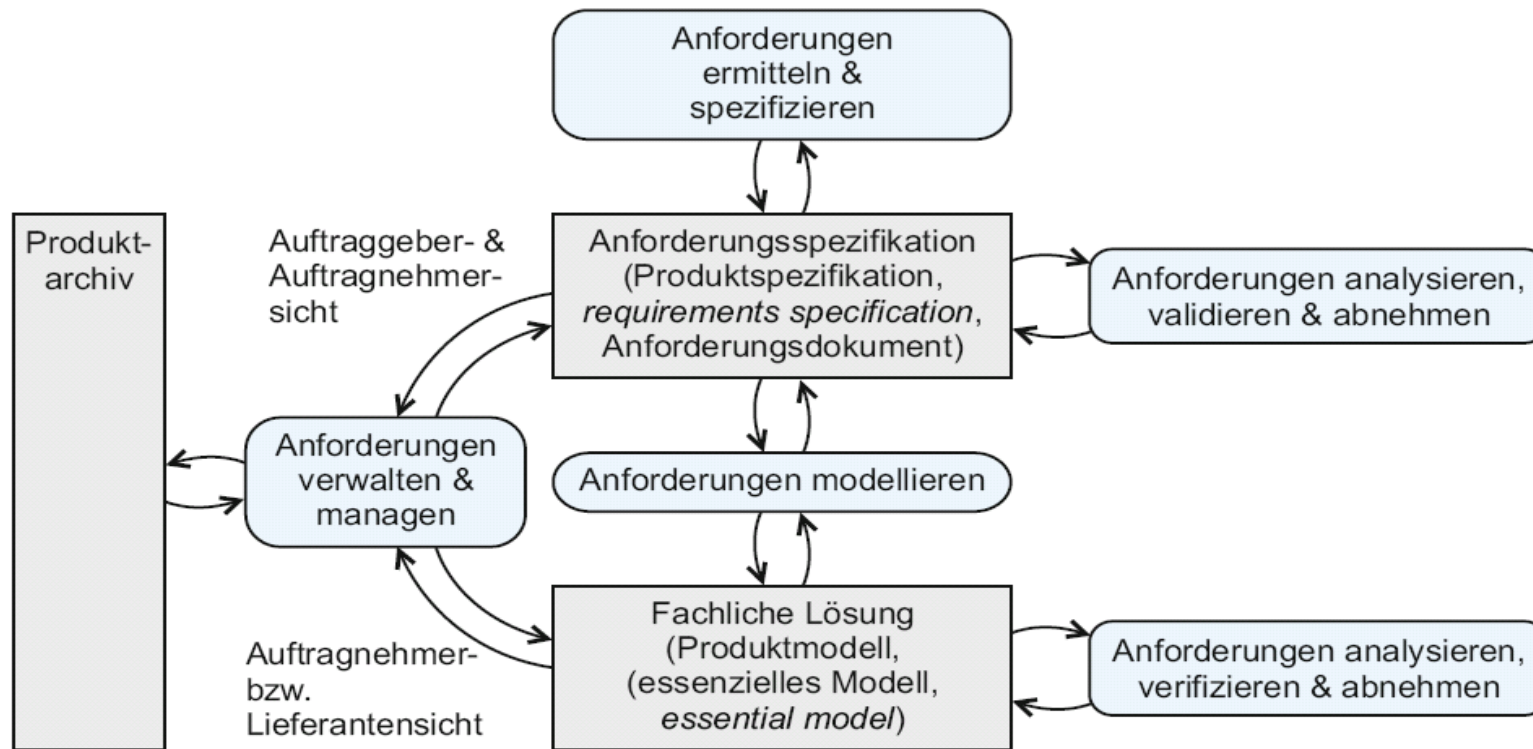 Anforderungen
ermitteln &
spezifizieren
Produkt-
archiv
Auftraggeber- &
Auftragnehmer-
sicht
Anforderungsspezifikation
(Produktspezifikation,
requirements specification,
Anforderungsdokument)
Anforderungen analysieren,
validieren & abnehmen
Anforderungen
verwalten &
managen
Anforderungen modellieren
Auftragnehmer-
bzw.
Lieferantensicht
Fachliche Lösung
(Produktmodell,
(essenzielles Modell,
essential model)
Anforderungen analysieren,
verifizieren & abnehmen